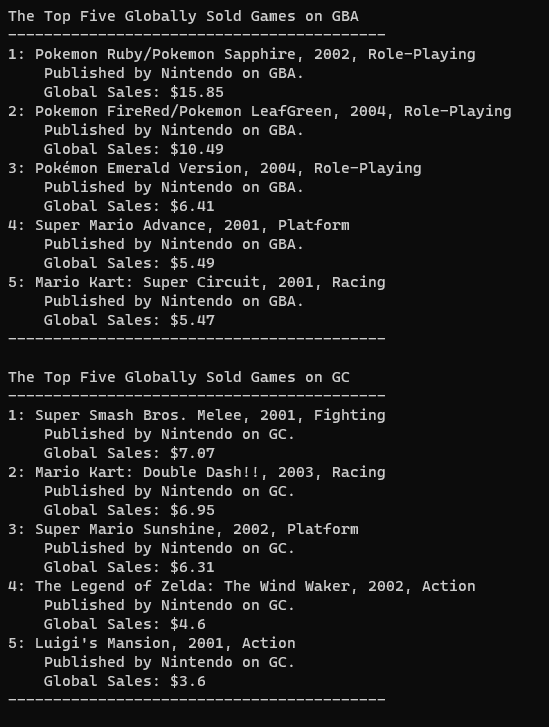 The Top Five Globally Sold Games on GBA
------------------------------------------
1: Pokemon Ruby/Pokemon Sapphire, 2002, Role-Playing
    Published by Nintendo on GBA.
    Global Sales: $15.85
2: Pokemon FireRed/Pokemon LeafGreen, 2004, Role-Playing
    Published by Nintendo on GBA.
    Global Sales: $10.49
3: Pokémon Emerald Version, 2004, Role-Playing
    Published by Nintendo on GBA.
    Global Sales: $6.41
4: Super Mario Advance, 2001, Platform
    Published by Nintendo on GBA.
    Global Sales: $5.49
5: Mario Kart: Super Circuit, 2001, Racing
    Published by Nintendo on GBA.
    Global Sales: $5.47
------------------------------------------

The Top Five Globally Sold Games on GC
------------------------------------------
1: Super Smash Bros. Melee, 2001, Fighting
    Published by Nintendo on GC.
    Global Sales: $7.07
2: Mario Kart: Double Dash!!, 2003, Racing
    Published by Nintendo on GC.
    Global Sales: $6.95
3: Super Mario Sunshine, 2002, Platform
    Published by Nintendo on GC.
    Global Sales: $6.31
4: The Legend of Zelda: The Wind Waker, 2002, Action
    Published by Nintendo on GC.
    Global Sales: $4.6
5: Luigi's Mansion, 2001, Action
    Published by Nintendo on GC.
    Global Sales: $3.6
------------------------------------------